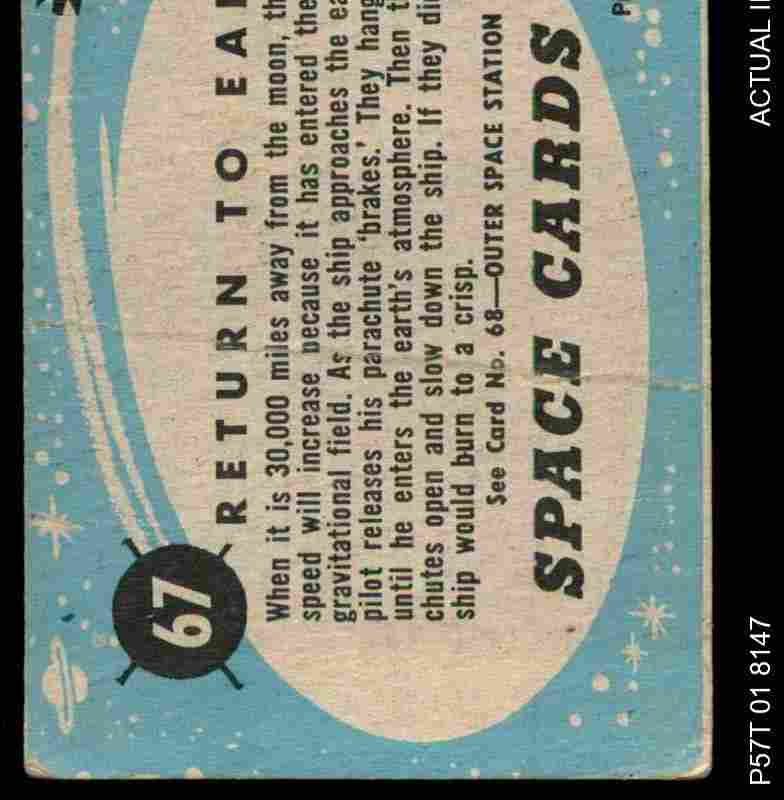 67
RETURN TO EA
When it is 30,000 miles away from the moon, th
speed will increase because it has entered the
gravitational field. As the ship approaches the ea
pilot releases his parachute 'brakes.' They hang
until he enters the earth's atmosphere. Then t
chutes open and slow down the ship. If they di
ship would burn to a crisp.
See Card No. 68—OUTER SPACE STATION
SPACE CARDS
P
P57T 01 8147
ACTUAL I